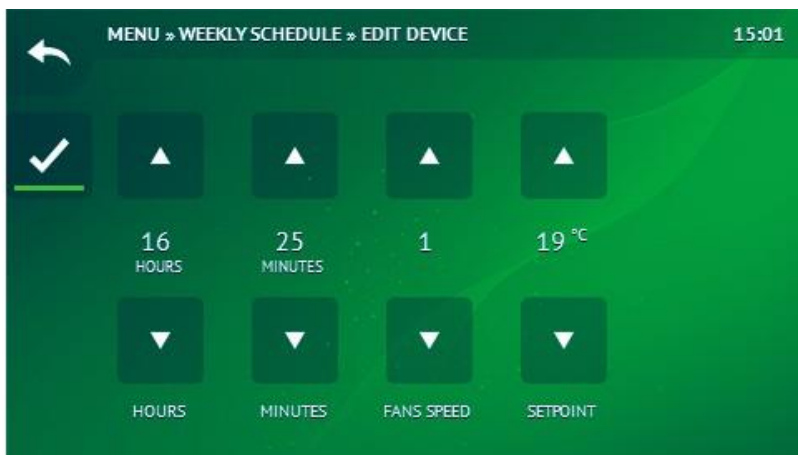 MENU » WEEKLY SCHEDULE » EDIT DEVICE 15:01
16 25 1 19 °C
HOURS MINUTES
HOURS MINUTES FANS SPEED SETPOINT